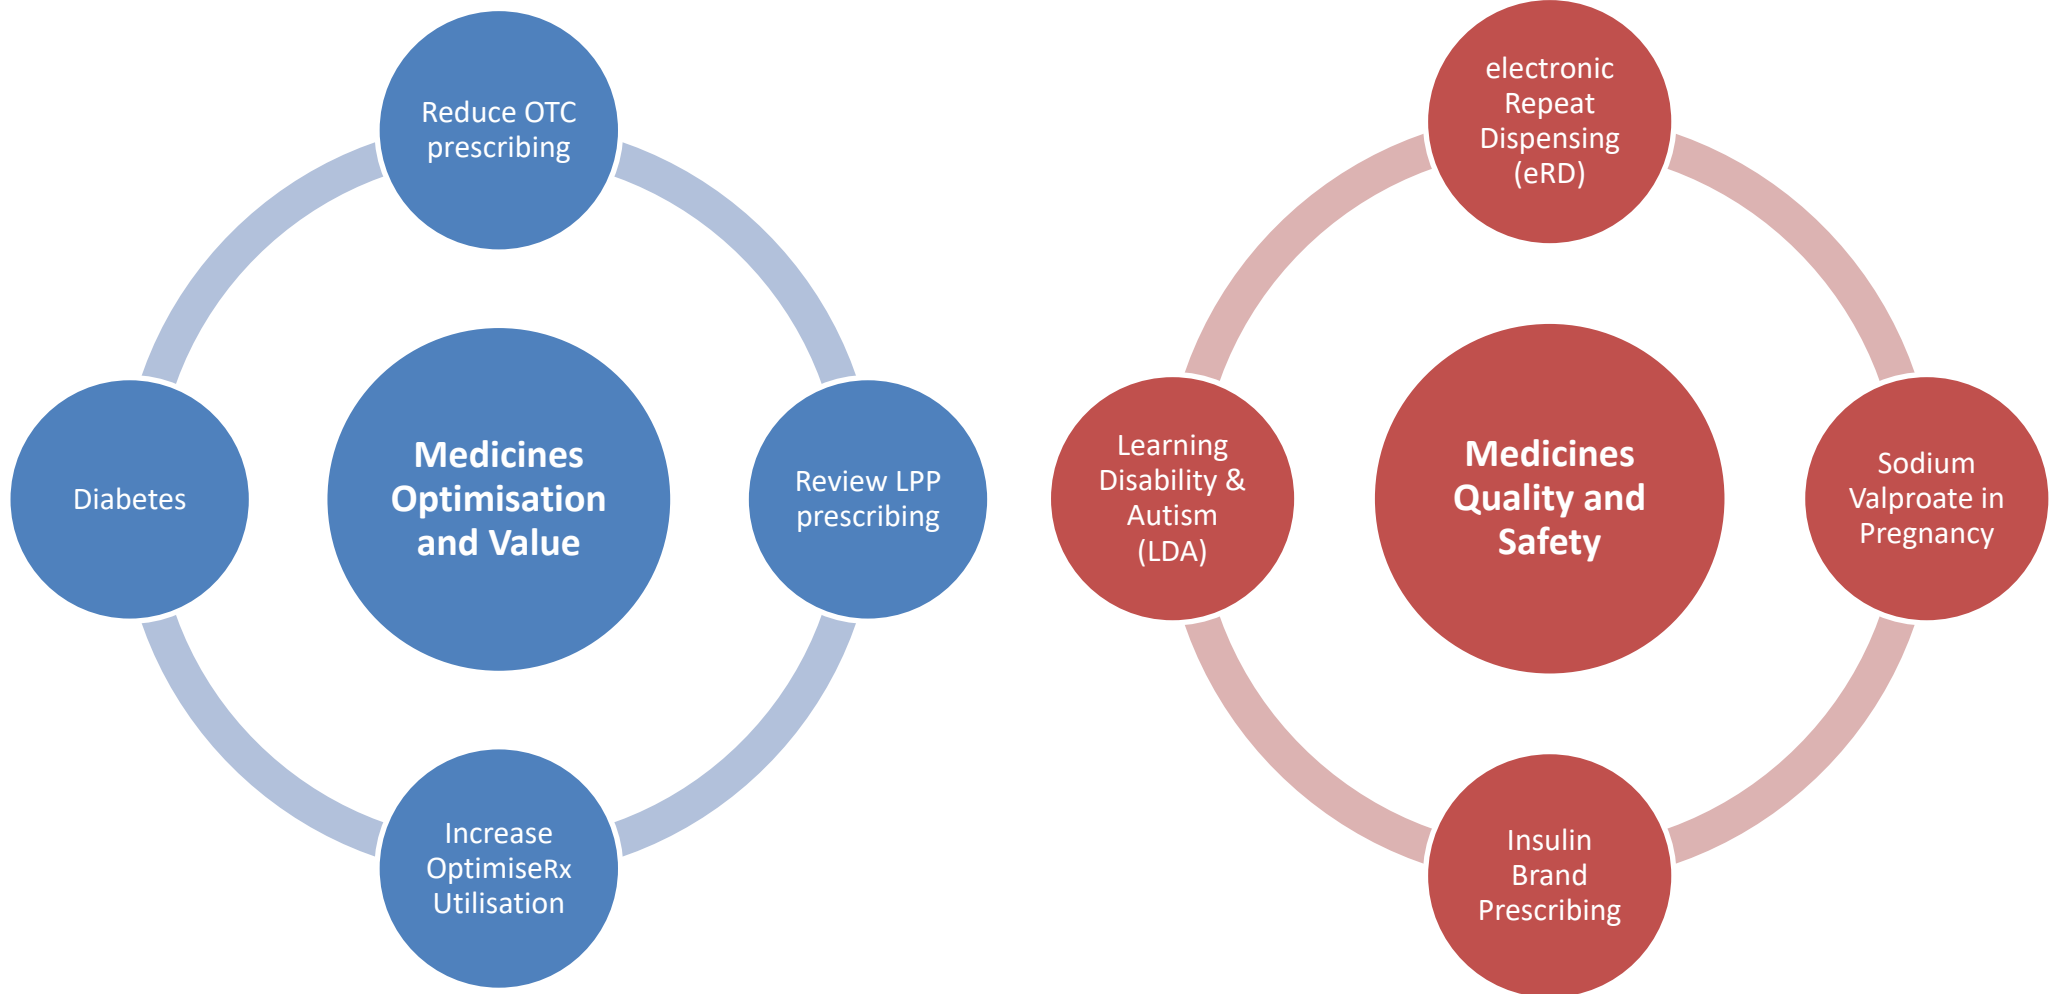 Reduce OTC
prescribing
Diabetes
Medicines
Optimisation
and Value
Review LPP
prescribing
Increase
OptimiseRx
Utilisation
electronic
Repeat
Dispensing
(eRD)
Learning
Disability &
Autism
(LDA)
Medicines
Quality and
Safety
Sodium
Valproate in
Pregnancy
Insulin
Brand
Prescribing